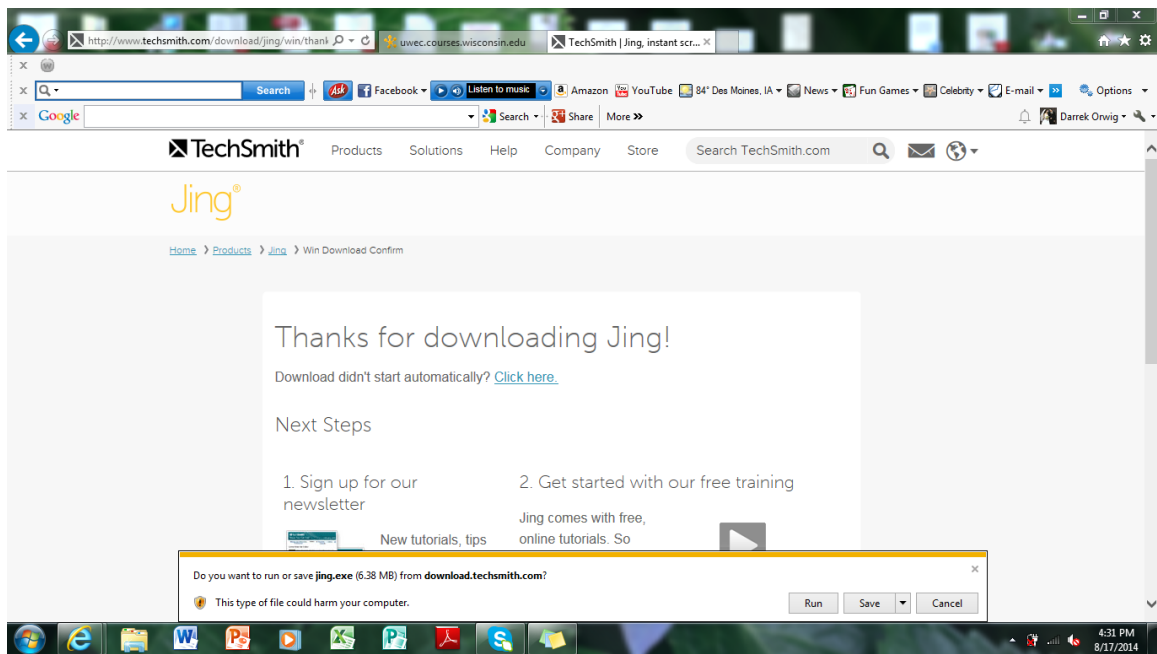 http://www.techsmith.com/download/jing/win/thank
uwec.courses.wisconsin.edu
TechSmith | Jing, instant scr...
Search
Ask
Facebook
Listen to music
Amazon
YouTube
84° Des Moines, IA
News
Fun Games
Celebrity
E-mail
Options
Google
Search
Share
More
Darrek Orwig
TechSmith®
Products
Solutions
Help
Company
Store
Search TechSmith.com
Jing®
Home > Products > Jing > Win Download Confirm
Thanks for downloading Jing!
Download didn't start automatically? Click here.
Next Steps
1. Sign up for our
newsletter
New tutorials, tips
2. Get started with our free training
Jing comes with free,
online tutorials. So
Do you want to run or save jing.exe (6.38 MB) from download.techsmith.com?
This type of file could harm your computer.
Run
Save
Cancel
4:31 PM
8/17/2014